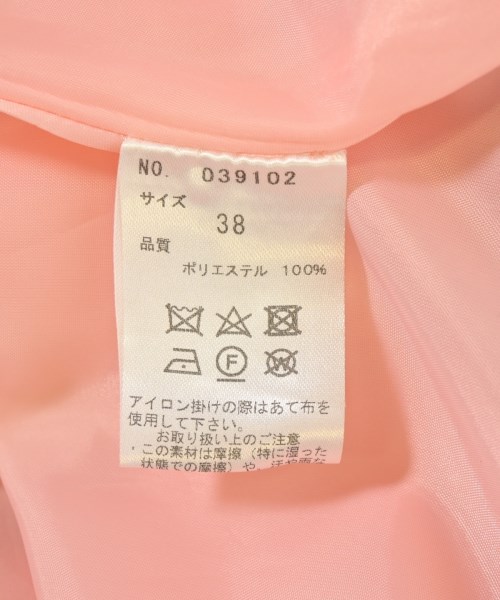 NO. 039102
サイズ
38
品質
ポリエステル 100%
F W
アイロン掛けの際はあて布を
使用して下さい。
お取り扱い上のご注意
・この素材は摩擦（特に湿った
状態での摩擦）や、